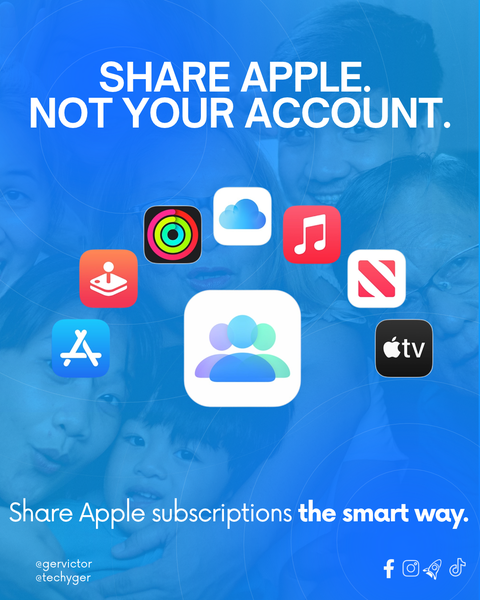 SHARE APPLE.
NOT YOUR ACCOUNT.
tv
Share Apple subscriptions the smart way.
@gervictor
@techyger